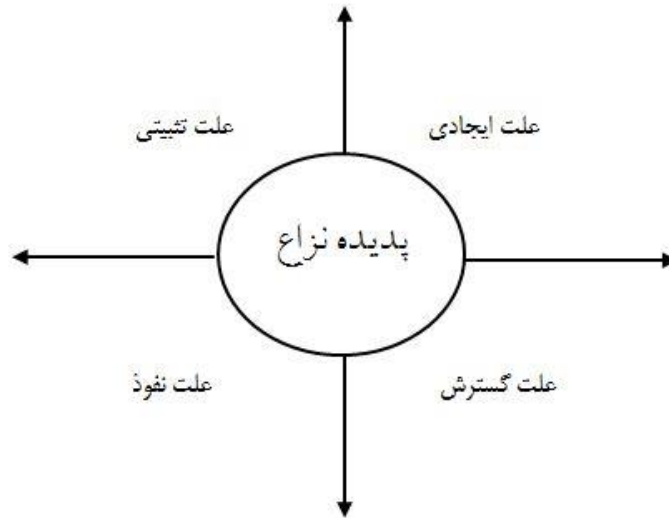 علت ایجادی
علت تثبیتی
پدیده نزاع
علت گسترش
علت نفوذ